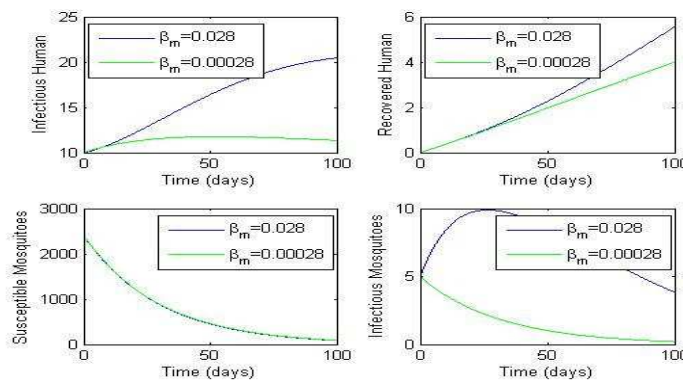 25
20
15
10
Infectious Human
βm=0.028
βm=0.00028
0
50
100
Time (days)
6
4
2
0
Recovered Human
βm=0.028
βm=0.00028
0
50
100
Time (days)
3000
2000
1000
0
Susceptible Mosquitoes
βm=0.028
βm=0.00028
0
50
100
Time (days)
10
5
0
Infectious Mosquitoes
βm=0.028
βm=0.00028
0
50
100
Time (days)